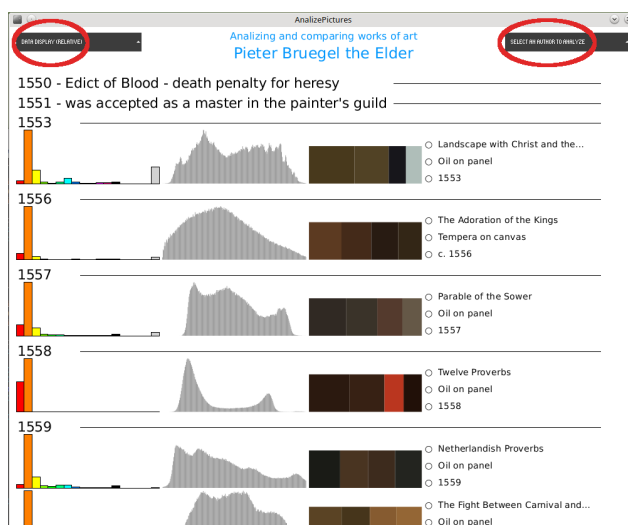 AnalizePictures
DATA DISPLAY (RELATIVE)
SELECT AN AUTHOR TO ANALYZE
Analizing and comparing works of art
Pieter Bruegel the Elder
1550 - Edict of Blood - death penalty for heresy
1551 - was accepted as a master in the painter's guild
1553
Landscape with Christ and the...
Oil on panel
1553
1556
The Adoration of the Kings
Tempera on canvas
c. 1556
1557
Parable of the Sower
Oil on panel
1557
1558
Twelve Proverbs
Oil on panel
1558
1559
Netherlandish Proverbs
Oil on panel
1559
The Fight Between Carnival and...
Oil on panel